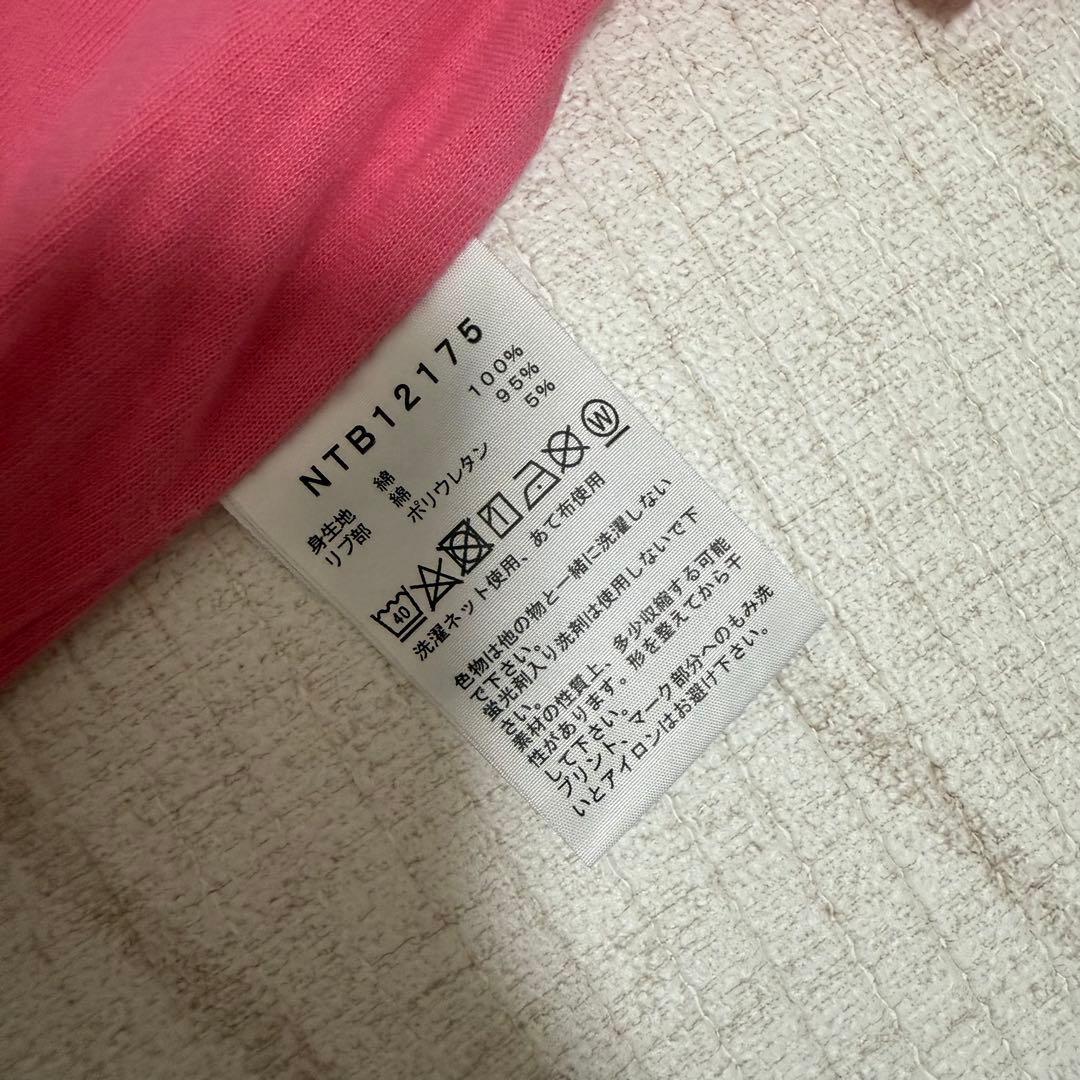 NTB12175
身生地 綿 100%
リブ部 綿 95%
ポリウレタン 5%
40 W
洗濯ネット使用、あて布使用
色物は他の物と一緒に洗濯しない
で下さい。
蛍光剤入り洗剤は使用しないで下
さい。
素材の性質上、多少収縮する可能
性があります。形を整えてから干
して下さい。
プリント、マーク部分へのもみ洗
いとアイロンはお避け下さい。